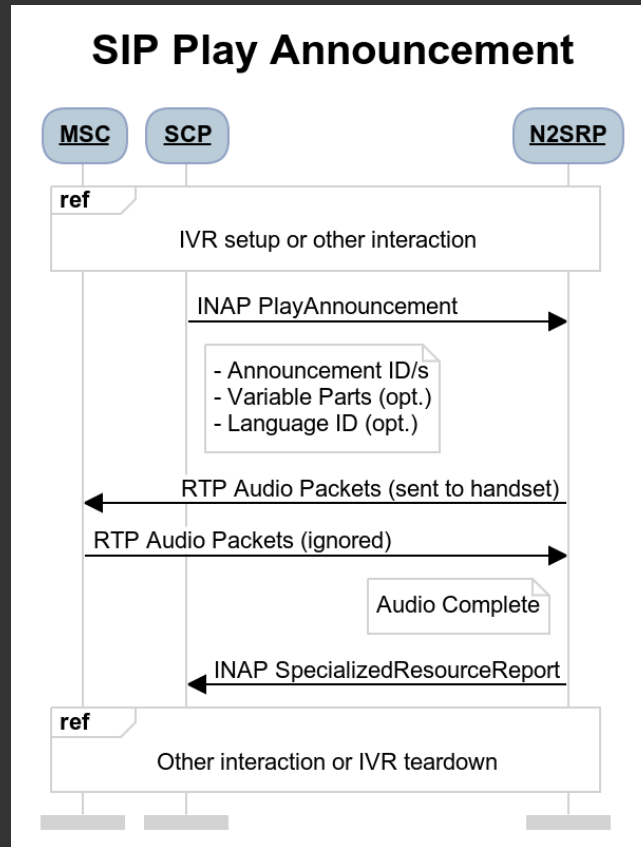 SIP Play Announcement
MSC
SCP
N2SRP
ref
IVR setup or other interaction
INAP PlayAnnouncement
- Announcement ID/s
- Variable Parts (opt.)
- Language ID (opt.)
RTP Audio Packets (sent to handset)
RTP Audio Packets (ignored)
Audio Complete
INAP SpecializedResourceReport
ref
Other interaction or IVR teardown